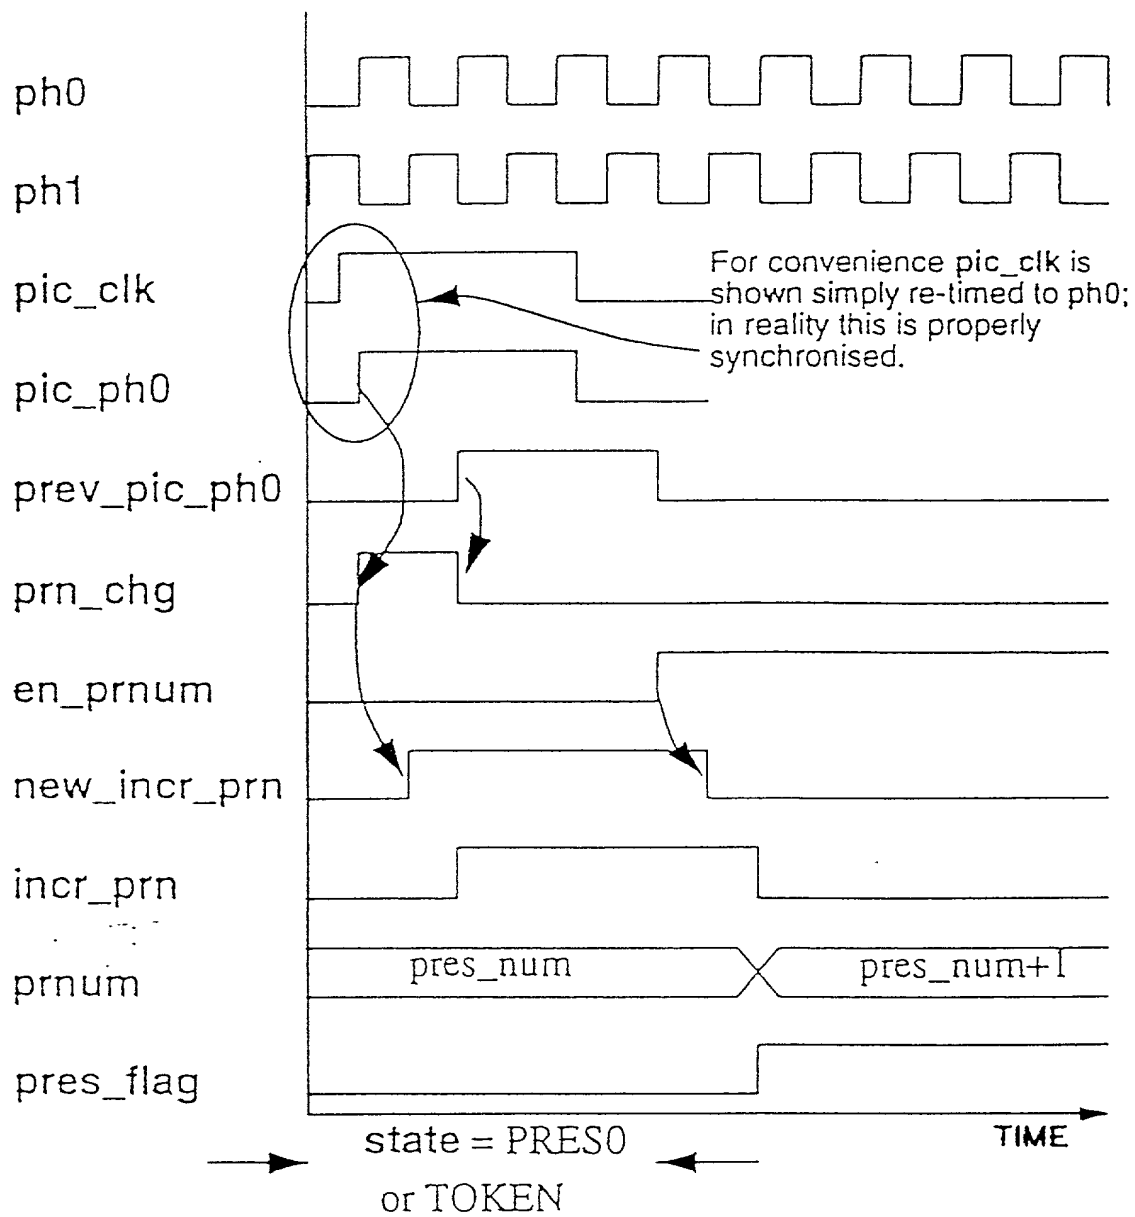 ph0
ph1
pic_clk
For convenience pic_clk is
shown simply re-timed to ph0;
in reality this is properly
synchronised.
pic_ph0
prev_pic_ph0
prn_chg
en_prnum
new_incr_prn
incr_prn
prnum
pres_num
pres_num+1
pres_flag
TIME
state = PRES0
or TOKEN